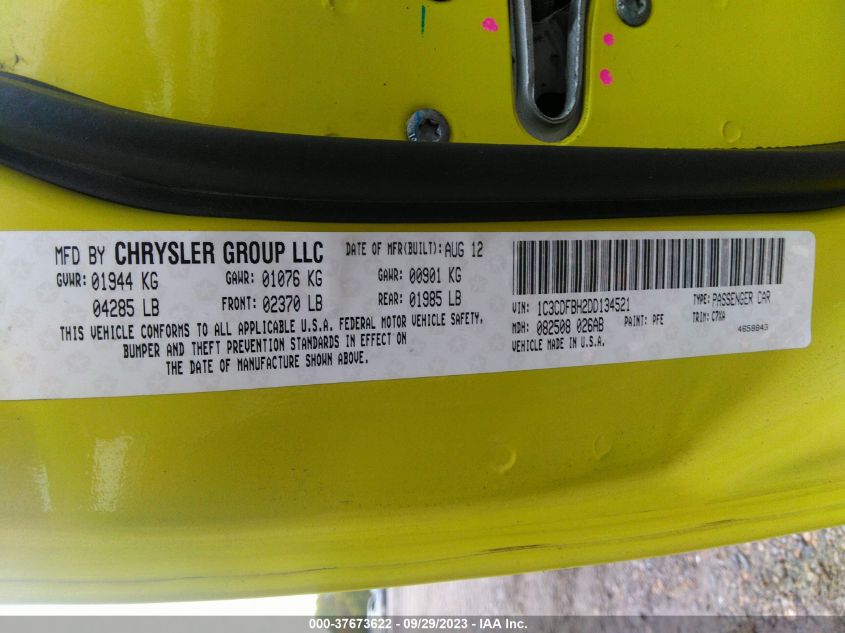 MFD BY CHRYSLER GROUP LLC DATE OF MFR(BUILT): AUG 12
GVWR: 01944 KG GAWR: 01076 KG GAWR: 00901 KG
04285 LB FRONT: 02370 LB REAR: 01985 LB
THIS VEHICLE CONFORMS TO ALL APPLICABLE U.S.A. FEDERAL MOTOR VEHICLE SAFETY,
BUMPER AND THEFT PREVENTION STANDARDS IN EFFECT ON
THE DATE OF MANUFACTURE SHOWN ABOVE.
VIN: 1C3CDFBH2DD134521 TYPE: PASSENGER CAR
MDH: 082508 026AB PAINT: PFE TRIM: C7XA
VEHICLE MADE IN U.S.A. 4658843
000-37673622 - 09/29/2023 - 1 - IAA Inc.